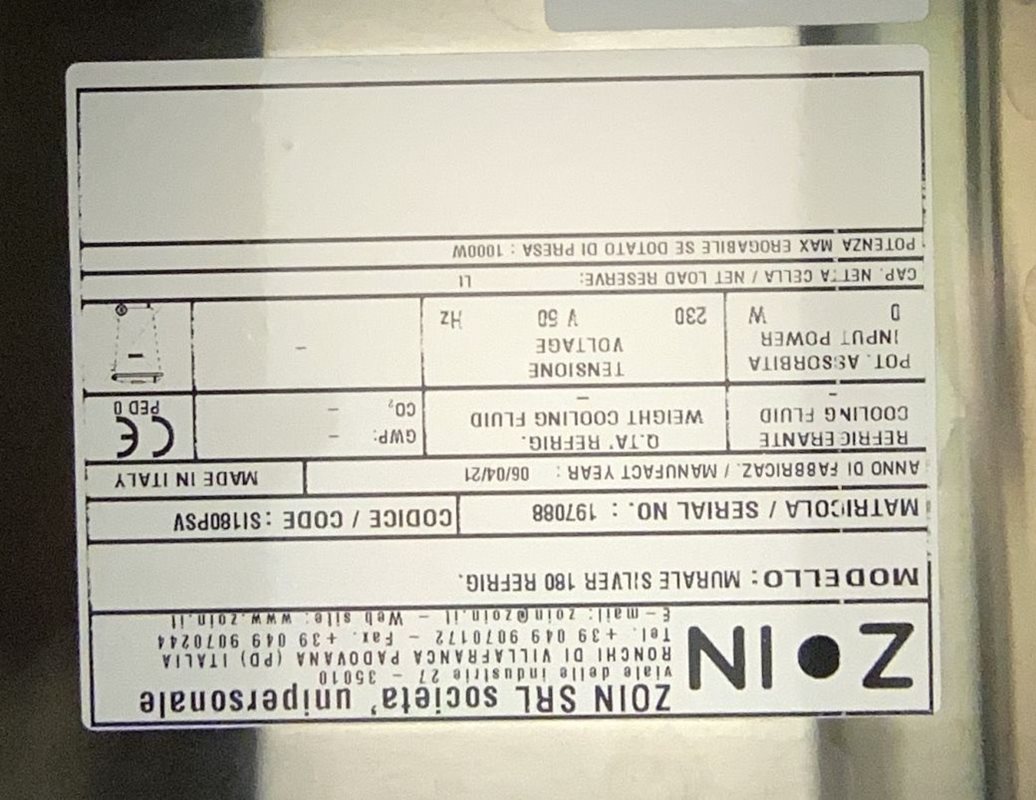 Z•IN
ZOIN SRL societa' unipersonale
viale delle industrie 27 - 35010
RONCHI DI VILLAFRANCA PADOVANA (PD) ITALIA
Tel. +39 049 9070172 - Fax. +39 049 9070244
E-mail: zoin@zoin.it - Web site: www.zoin.it
MODELLO: MURALE SILVER 180 REFRIG.
MATRICOLA / SERIAL NO. : 197088
CODICE / CODE :SI180PSV
ANNO DI FABBRICAZ. / MANUFACT YEAR : 06/04/21
MADE IN ITALY
REFRIGERANTE
COOLING FLUID
-
Q.TA' REFRIG.
WEIGHT COOLING FLUID
-
GWP: -
CO₂ -
CE
PED 0
POT. ASSORBITA
INPUT POWER
0 W
TENSIONE
VOLTAGE
230 V 50 Hz
-
CAP. NETTA CELLA / NET LOAD RESERVE: LI
POTENZA MAX EROGABILE SE DOTATO DI PRESA : 1000W